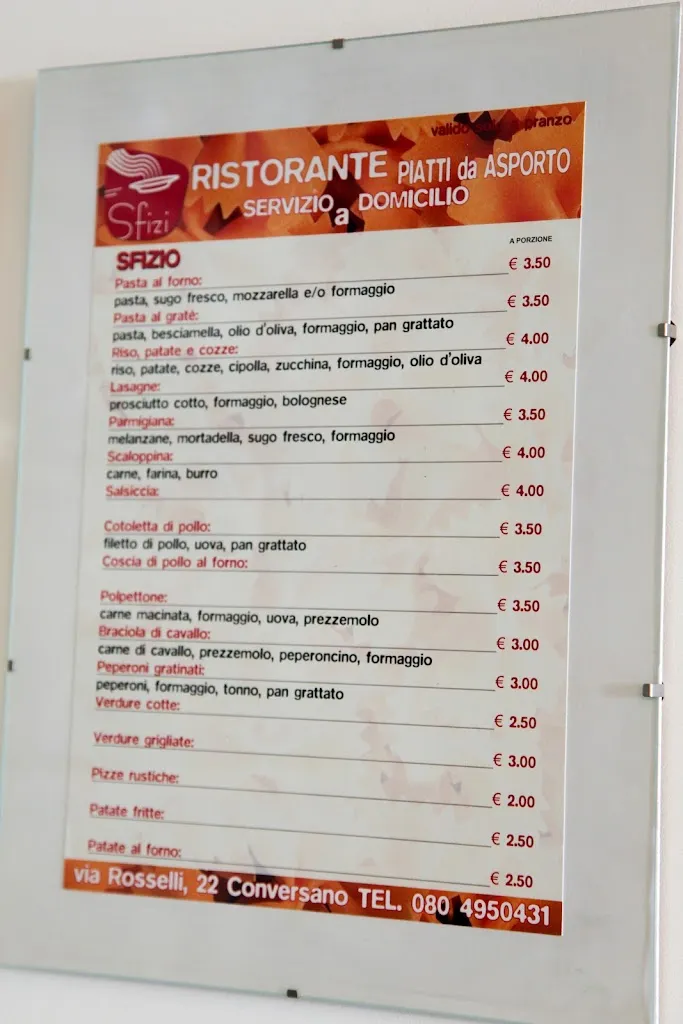 valido solo a pranzo
Sfizi
RISTORANTE PIATTI da ASPORTO
SERVIZIO a DOMICILIO
A PORZIONE
SFIZIO
Pasta al forno: € 3.50
pasta, sugo fresco, mozzarella e/o formaggio
Pasta al gratè: € 3.50
pasta, besciamella, olio d'oliva, formaggio, pan grattato
Riso, patate e cozze: € 4.00
riso, patate, cozze, cipolla, zucchina, formaggio, olio d'oliva
Lasagne: € 4.00
prosciutto cotto, formaggio, bolognese
Parmigiana: € 3.50
melanzane, mortadella, sugo fresco, formaggio
Scaloppina: € 4.00
carne, farina, burro
Salsiccia: € 4.00
Cotoletta di pollo: € 3.50
filetto di pollo, uova, pan grattato
Coscia di pollo al forno: € 3.50
Polpettone: € 3.50
carne macinata, formaggio, uova, prezzemolo
Braciola di cavallo: € 3.00
carne di cavallo, prezzemolo, peperoncino, formaggio
Peperoni gratinati: € 3.00
peperoni, formaggio, tonno, pan grattato
Verdure cotte: € 2.50
Verdure grigliate: € 3.00
Pizze rustiche: € 2.00
Patate fritte: € 2.50
Patate al forno: € 2.50
via Rosselli, 22 Conversano TEL. 080 4950431